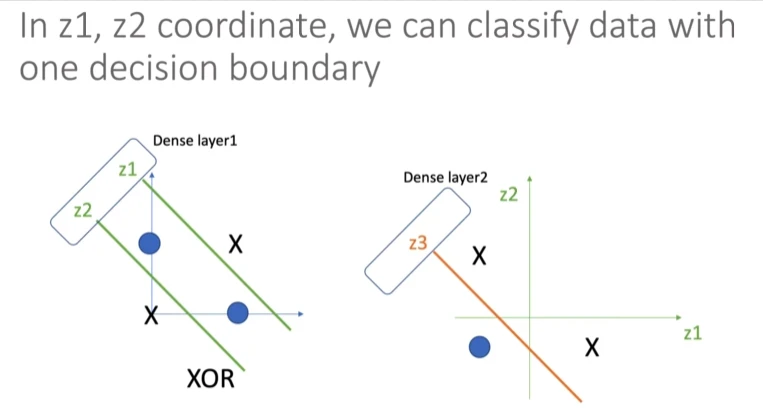 In z1, z2 coordinate, we can classify data with
one decision boundary
Dense layer1
z1
z2
X
X
XOR
Dense layer2
z2
z3
X
z1
X